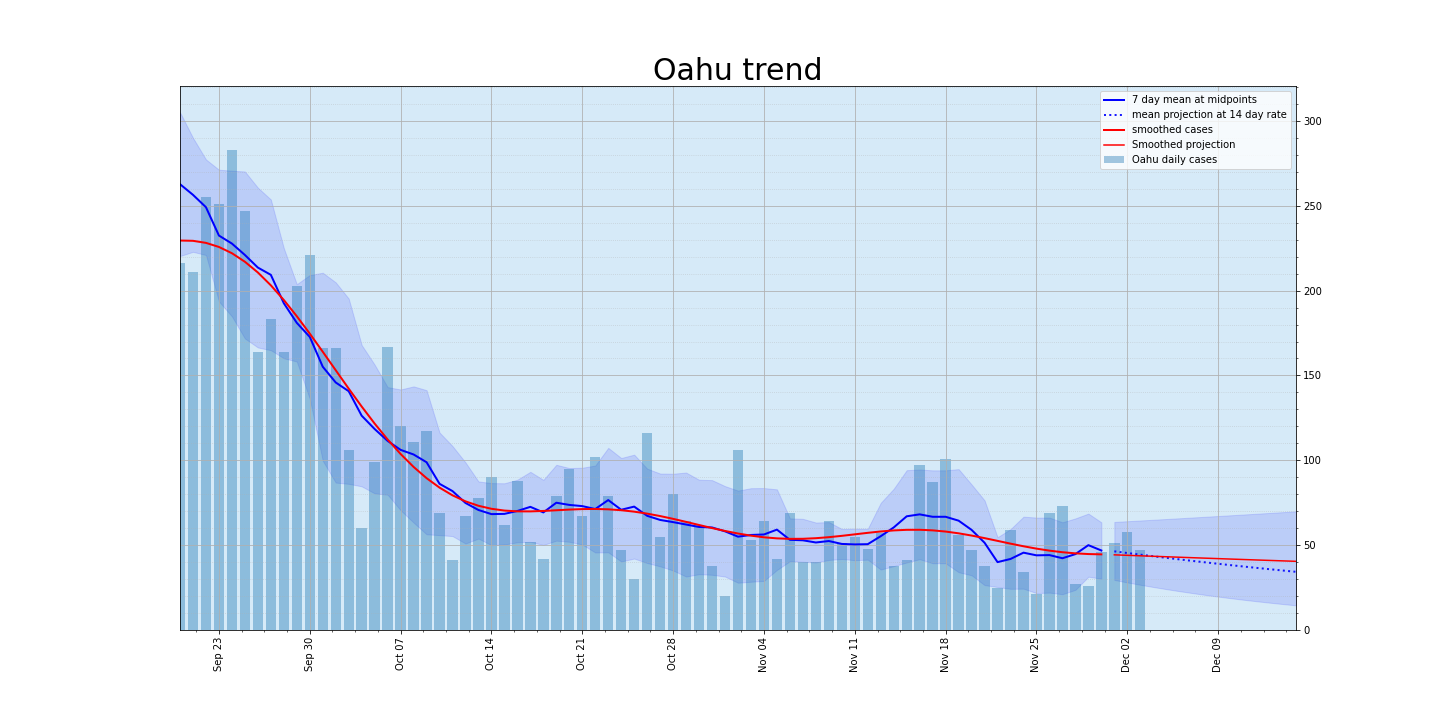 Oahu trend
7 day mean at midpoints
mean projection at 14 day rate
smoothed cases
Smoothed projection
Oahu daily cases
300
250
200
150
100
50
0
Sep 23
Sep 30
Oct 07
Oct 14
Oct 21
Oct 28
Nov 04
Nov 11
Nov 18
Nov 25
Dec 02
Dec 09